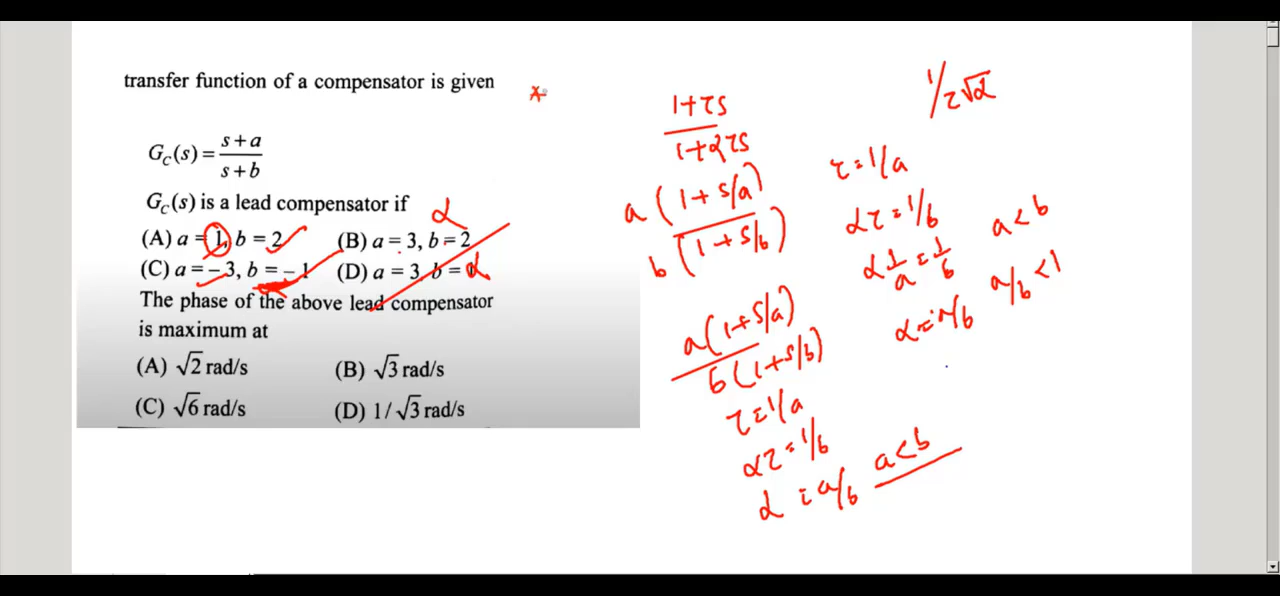 transfer function of a compensator is given
G_C(s) = (s + a)/(s + b)
G_C(s) is a lead compensator if
α
(A) a = 1, b = 2 (B) a = 3, b = 2
(C) a = – 3, b = – 1 (D) a = 3, b =
The phase of the above lead compensator
is maximum at
(A) √2 rad/s (B) √3 rad/s
(C) √6 rad/s (D) 1/√3 rad/s
1+τs
1+ατs
a(1+s/a)
b(1+s/b)
a(1+s/a)
b(1+s/b)
τ=1/a
ατ=1/b
α = a/b a<b
1/τ√α
τ=1/a
ατ=1/b a<b
α 1/a = 1/b a/b<1
α = a/b